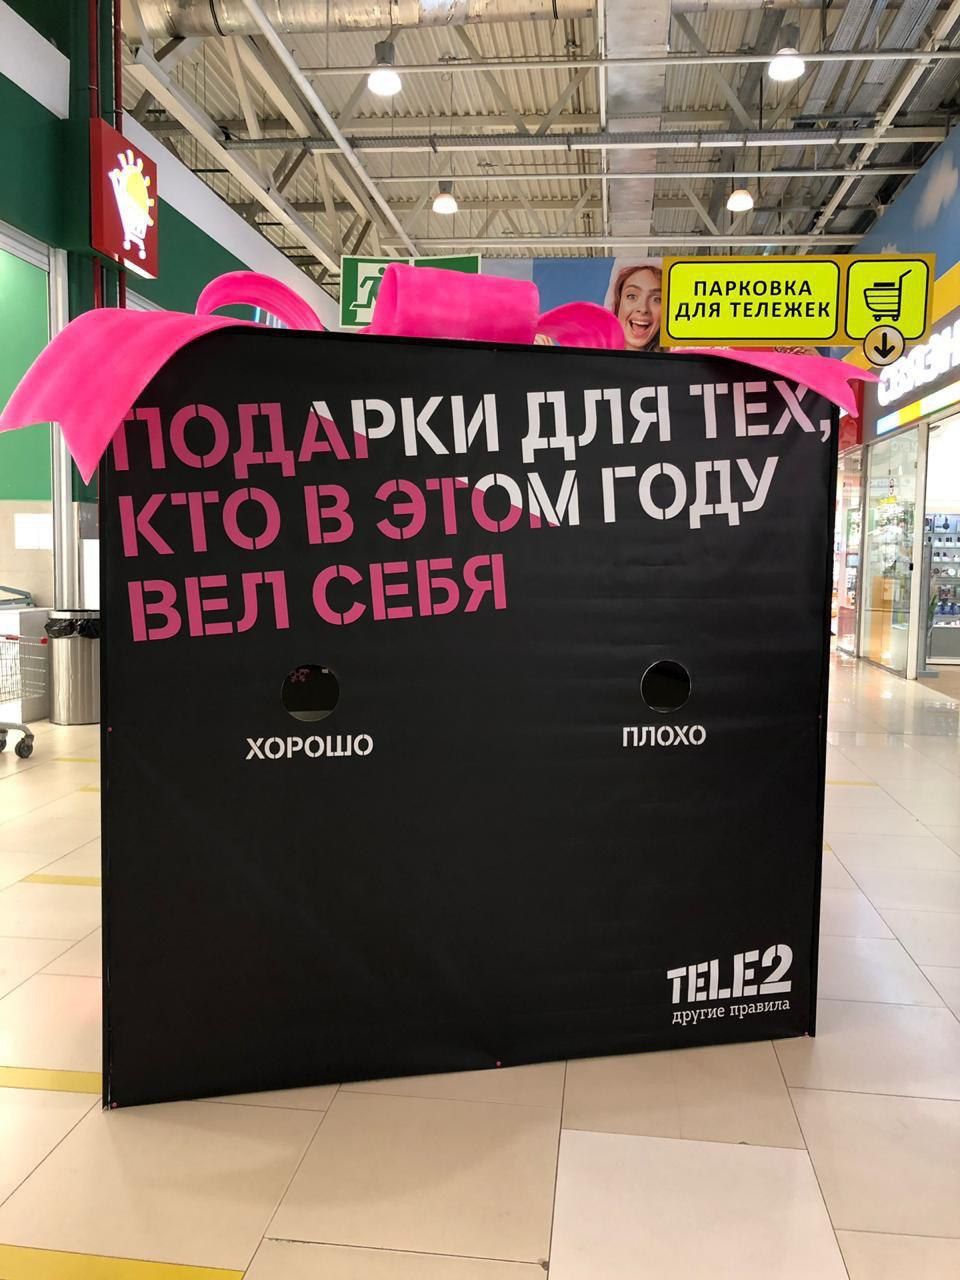 ПАРКОВКА
ДЛЯ ТЕЛЕЖЕК
ПОДАРКИ ДЛЯ ТЕХ,
КТО В ЭТОМ ГОДУ
ВЕЛ СЕБЯ
ХОРОШО
ПЛОХО
TELE2
другие правила